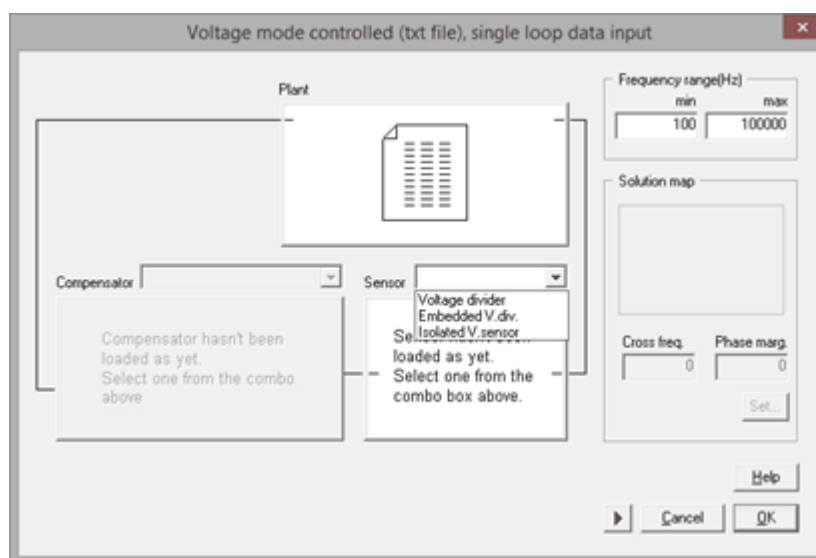 Voltage mode controlled (txt file), single loop data input
x
Plant
Frequency range(Hz)
min
max
100
100000
Solution map
Compensator
Sensor
Voltage divider
Embedded V.div.
Isolated V.sensor
Compensator hasn't been
loaded as yet.
Select one from the combo
above
loaded as yet.
Select one from the
combo box above.
Cross freq.
Phase marg.
0
0
Set...
Help
Cancel
OK